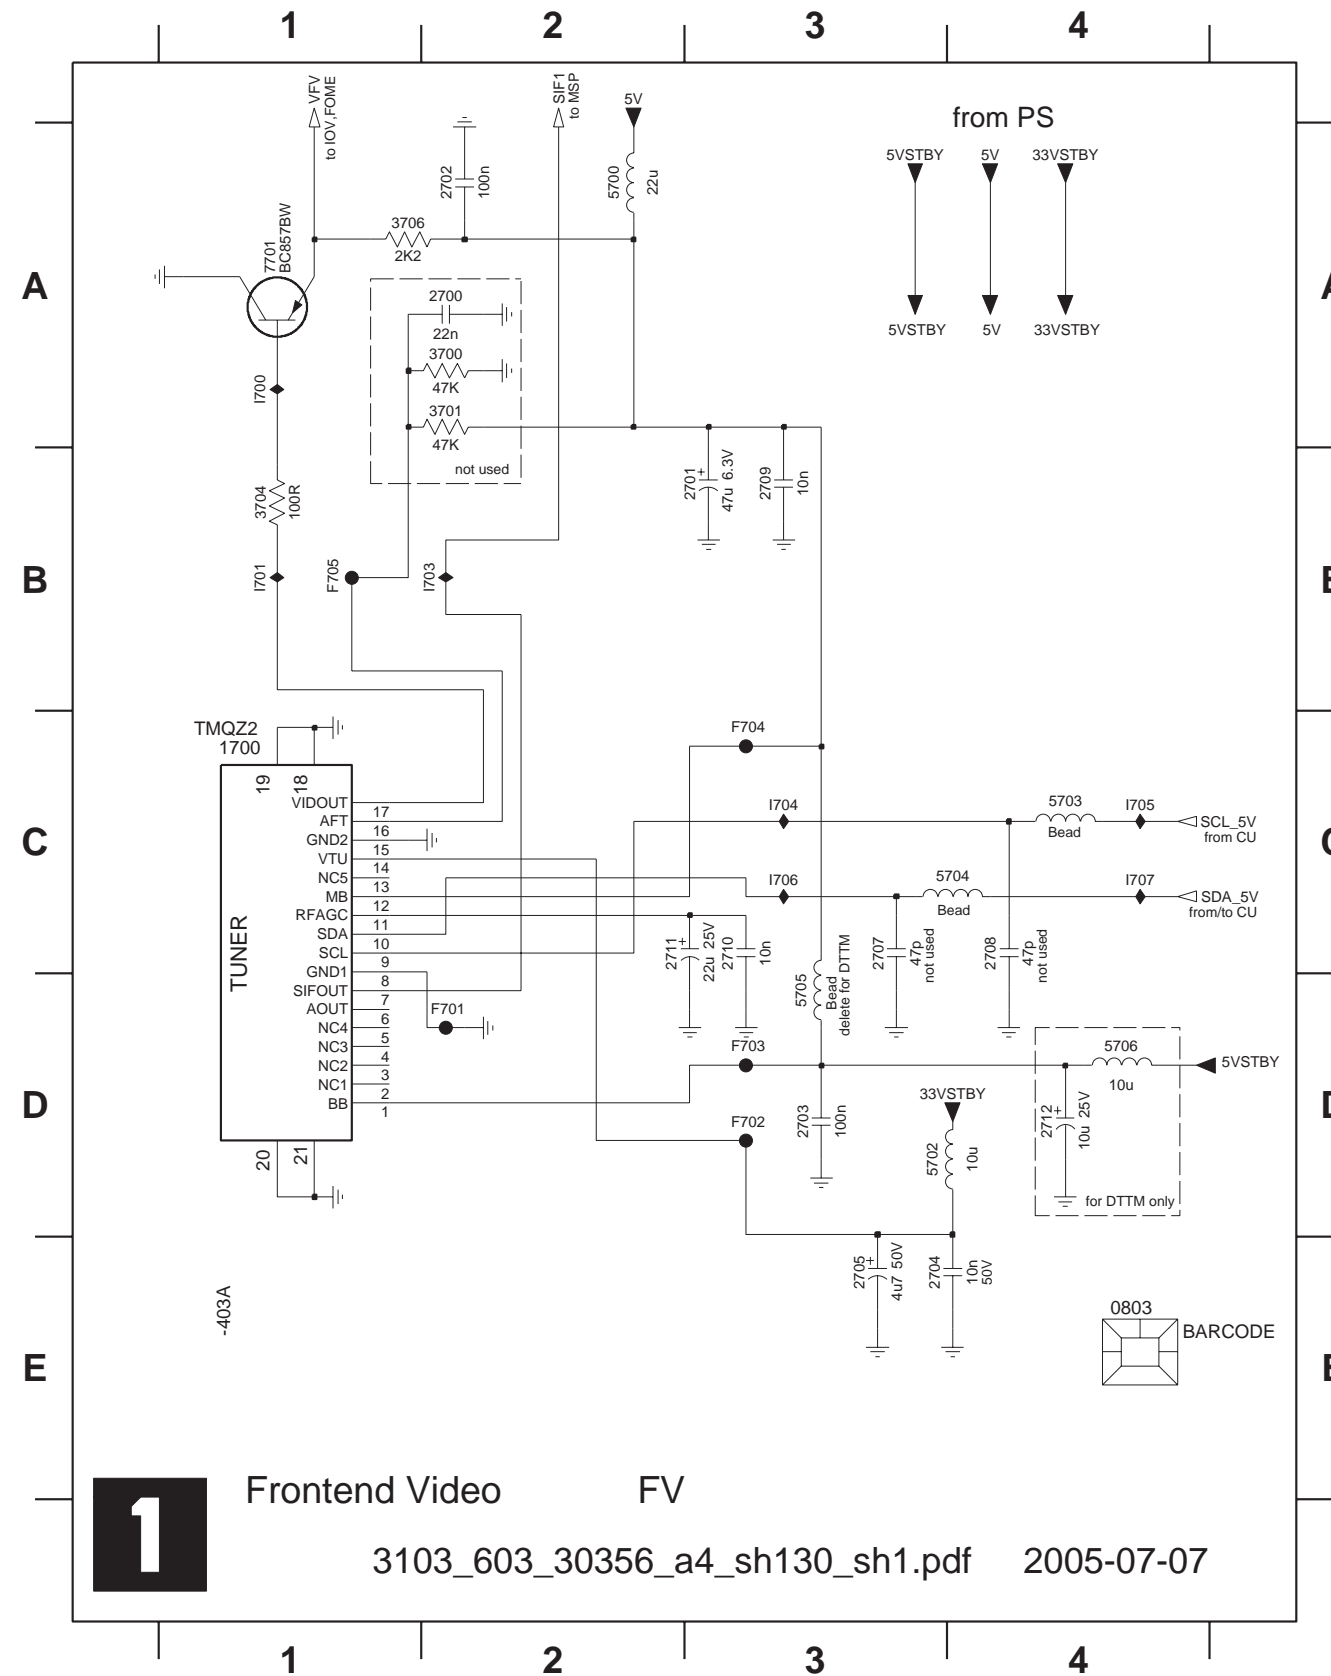 1 2 3 4
VFV
to IOV,FOME
SIF1
to MSP
5V
from PS
5VSTBY 5V 33VSTBY
2702
100n
5700
22u
3706
2K2
7701
BC857BW
A
A
2700
22n
5VSTBY 5V 33VSTBY
3700
47K
I700
3701
47K
not used
2701
+
47u 6.3V
2709
10n
3704
100R
I701
F705
I703
B
B
TMQZ2
1700
F704
19
18
VIDOUT
17
AFT
16
GND2
15
VTU
14
NC5
13
MB
12
RFAGC
11
SDA
10
SCL
9
GND1
8
SIFOUT
7
AOUT
6
NC4
5
NC3
4
NC2
3
NC1
2
BB
1
TUNER
20
21
C
C
I704
5703
Bead
I705
SCL_5V
from CU
I706
5704
Bead
I707
SDA_5V
from/to CU
2711
+
22u 25V
2710
10n
5705
Bead
delete for DTTM
2707
47p
not used
2708
47p
not used
F701
F703
5706
10u
5VSTBY
D
D
33VSTBY
F702
2703
100n
5702
10u
2712
+
10u 25V
for DTTM only
2705
+
4u7 50V
2704
10n
50V
-403A
0803
BARCODE
E
E
1
Frontend Video FV
3103_603_30356_a4_sh130_sh1.pdf 2005-07-07
1 2 3 4